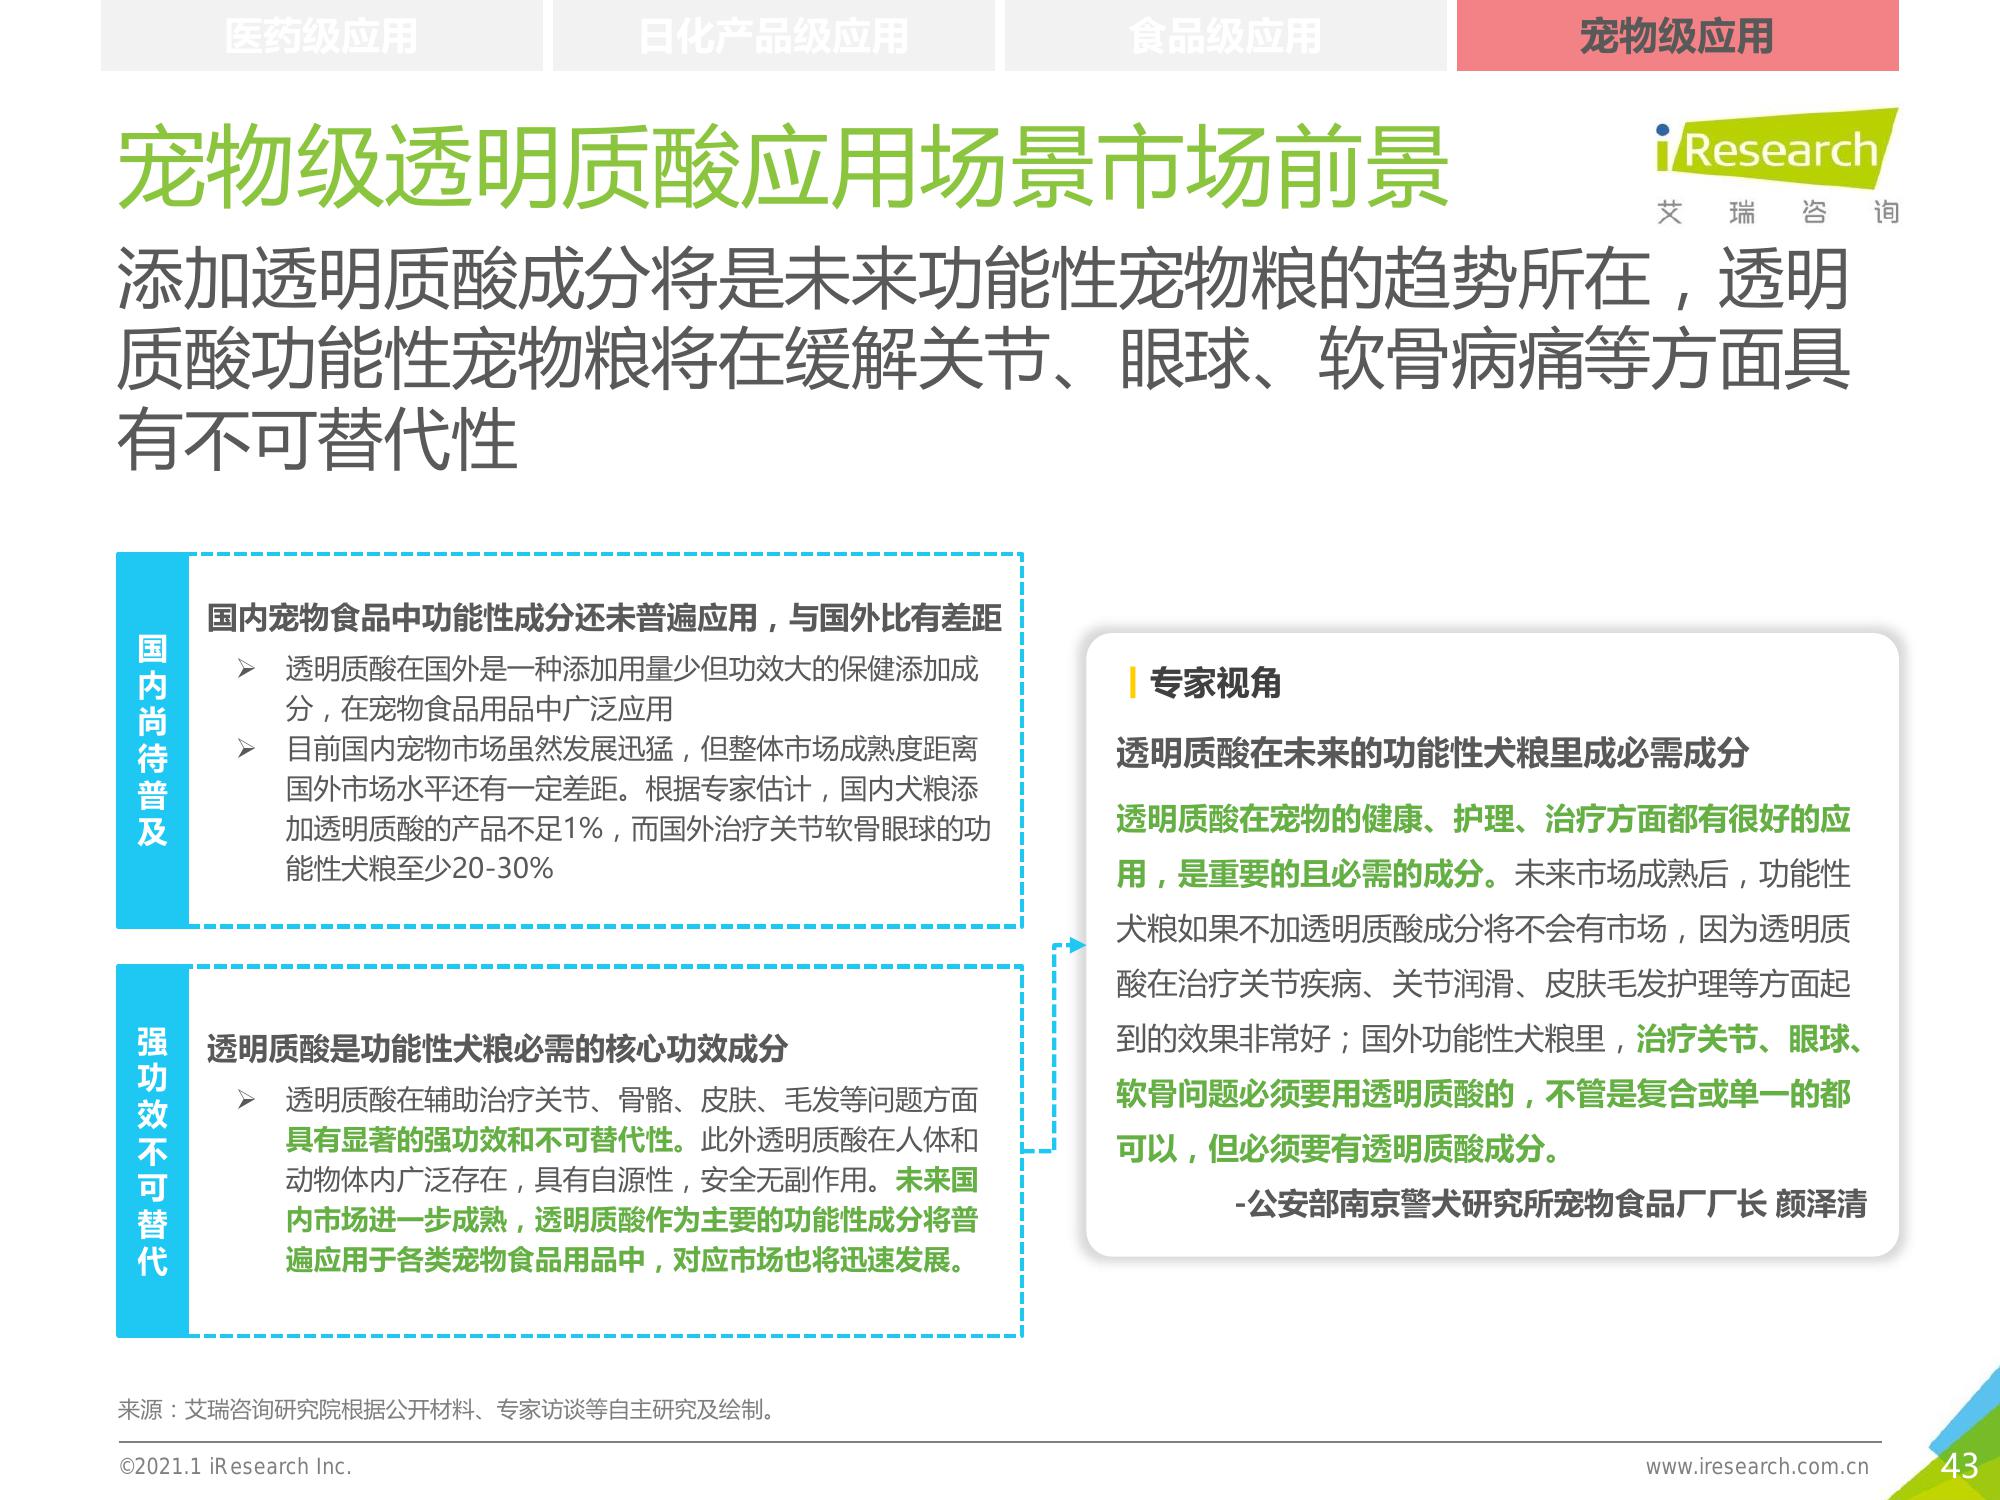 医药级应用
日化产品级应用
食品级应用
宠物级应用
宠物级透明质酸应用场景市场前景
iResearch
艾瑞咨询
添加透明质酸成分将是未来功能性宠物粮的趋势所在，透明
质酸功能性宠物粮将在缓解关节、眼球、软骨病痛等方面具
有不可替代性
国内尚待普及
国内宠物食品中功能性成分还未普遍应用，与国外比有差距
➢ 透明质酸在国外是一种添加用量少但功效大的保健添加成
分，在宠物食品用品中广泛应用
➢ 目前国内宠物市场虽然发展迅猛，但整体市场成熟度距离
国外市场水平还有一定差距。根据专家估计，国内犬粮添
加透明质酸的产品不足1%，而国外治疗关节软骨眼球的功
能性犬粮至少20-30%
强功效不可替代
透明质酸是功能性犬粮必需的核心功效成分
➢ 透明质酸在辅助治疗关节、骨骼、皮肤、毛发等问题方面
具有显著的强功效和不可替代性。此外透明质酸在人体和
动物体内广泛存在，具有自源性，安全无副作用。未来国
内市场进一步成熟，透明质酸作为主要的功能性成分将普
遍应用于各类宠物食品用品中，对应市场也将迅速发展。
专家视角
透明质酸在未来的功能性犬粮里成必需成分
透明质酸在宠物的健康、护理、治疗方面都有很好的应
用，是重要的且必需的成分。未来市场成熟后，功能性
犬粮如果不加透明质酸成分将不会有市场，因为透明质
酸在治疗关节疾病、关节润滑、皮肤毛发护理等方面起
到的效果非常好；国外功能性犬粮里，治疗关节、眼球、
软骨问题必须要用透明质酸的，不管是复合或单一的都
可以，但必须要有透明质酸成分。
-公安部南京警犬研究所宠物食品厂厂长 颜泽清
来源：艾瑞咨询研究院根据公开材料、专家访谈等自主研究及绘制。
©2021.1 iResearch Inc.
www.iresearch.com.cn
43